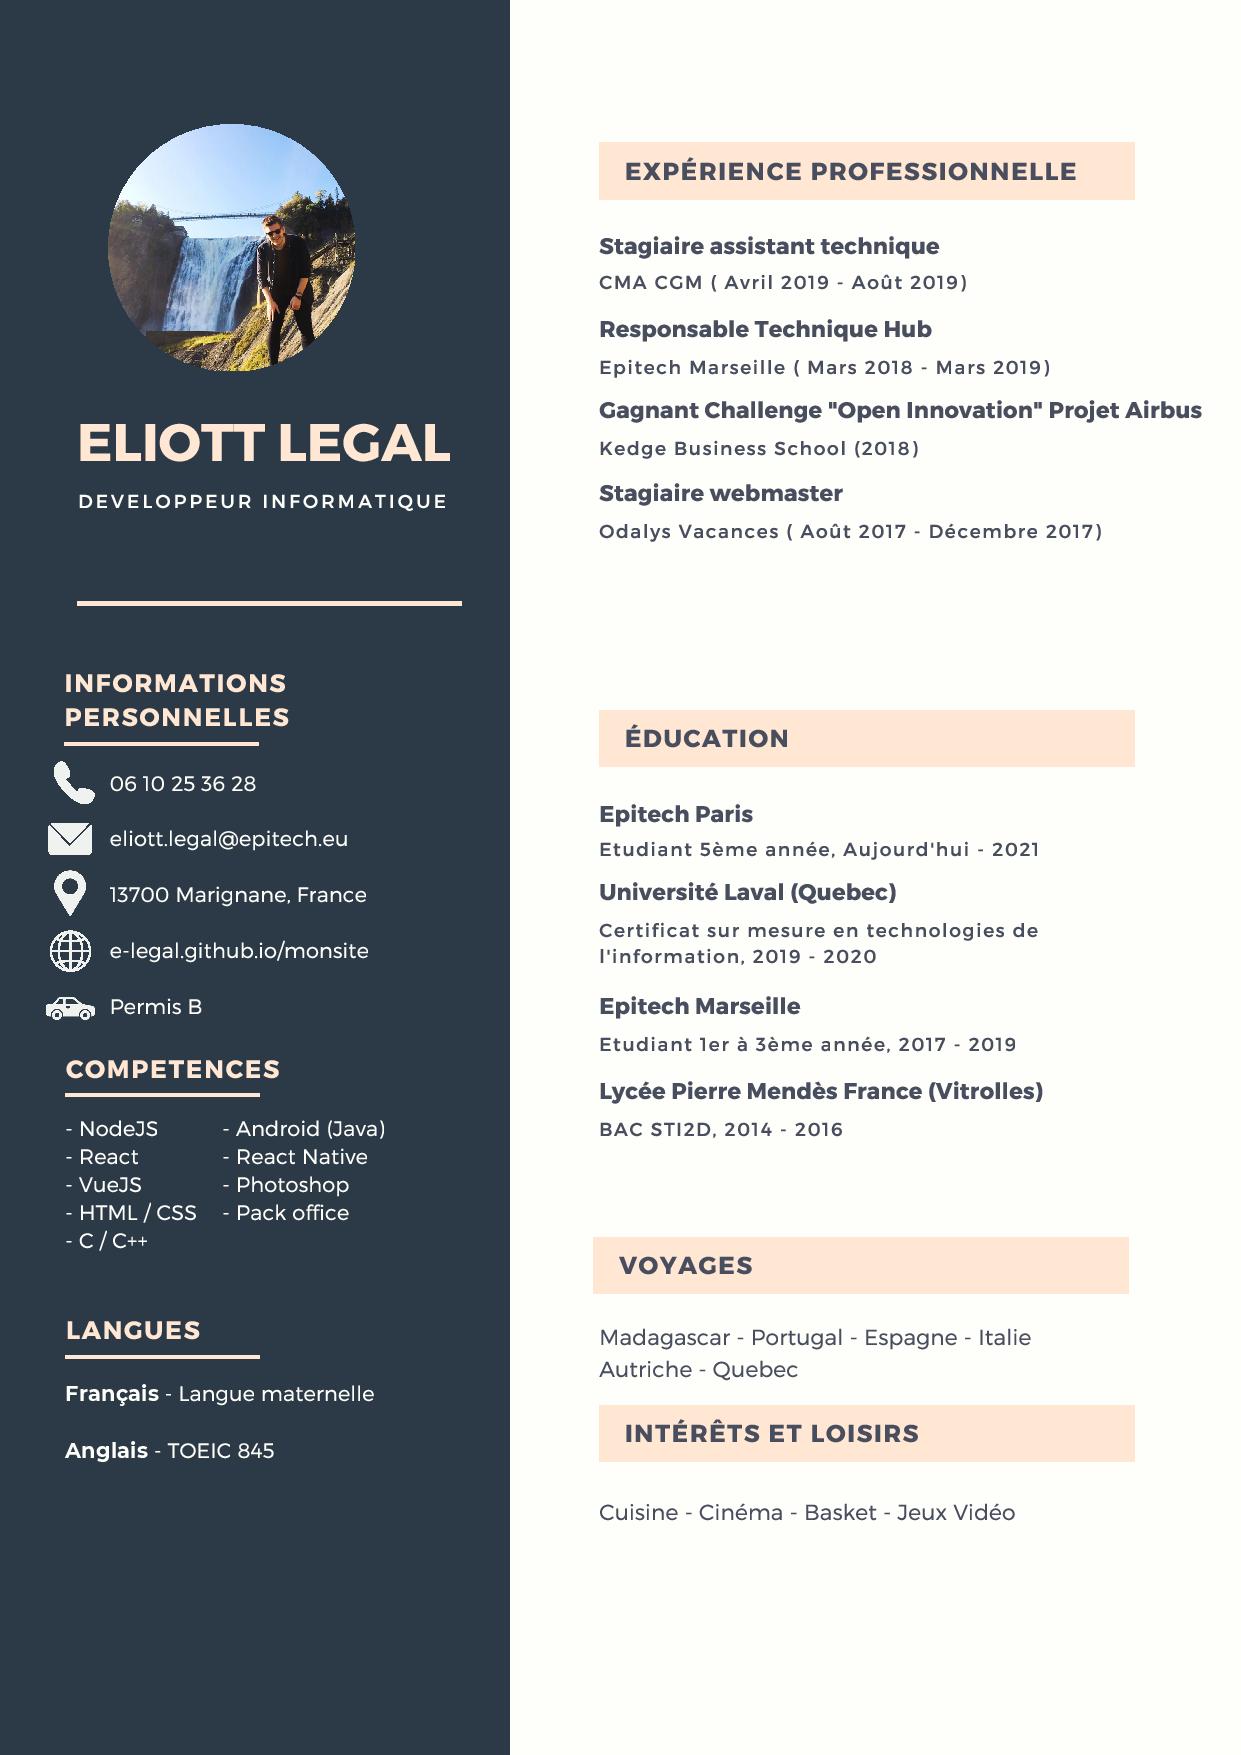 ELIOTT LEGAL
DEVELOPPEUR INFORMATIQUE
INFORMATIONS
PERSONNELLES
06 10 25 36 28
eliott.legal@epitech.eu
13700 Marignane, France
e-legal.github.io/monsite
Permis B
COMPETENCES
- NodeJS
- React
- VueJS
- HTML / CSS
- C / C++
- Android (Java)
- React Native
- Photoshop
- Pack office
LANGUES
Français - Langue maternelle
Anglais - TOEIC 845
EXPÉRIENCE PROFESSIONNELLE
Stagiaire assistant technique
CMA CGM ( Avril 2019 - Août 2019)
Responsable Technique Hub
Epitech Marseille ( Mars 2018 - Mars 2019)
Gagnant Challenge "Open Innovation" Projet Airbus
Kedge Business School (2018)
Stagiaire webmaster
Odalys Vacances ( Août 2017 - Décembre 2017)
ÉDUCATION
Epitech Paris
Etudiant 5ème année, Aujourd'hui - 2021
Université Laval (Quebec)
Certificat sur mesure en technologies de
l'information, 2019 - 2020
Epitech Marseille
Etudiant 1er à 3ème année, 2017 - 2019
Lycée Pierre Mendès France (Vitrolles)
BAC STI2D, 2014 - 2016
VOYAGES
Madagascar - Portugal - Espagne - Italie
Autriche - Quebec
INTÉRÊTS ET LOISIRS
Cuisine - Cinéma - Basket - Jeux Vidéo